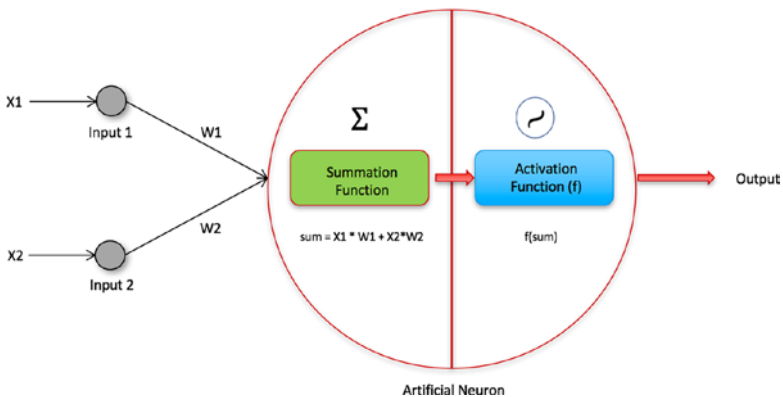 X1
Input 1
W1
X2
Input 2
W2
Σ
Summation
Function
sum = X1 * W1 + X2*W2
Activation
Function (f)
f(sum)
Output
Artificial Neuron